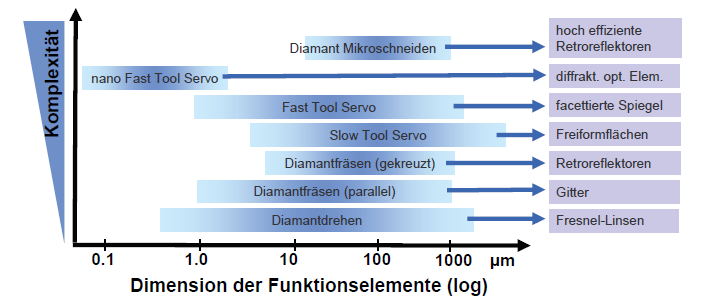 Komplexität
Diamant Mikroschneiden
hoch effiziente
Retroreflektoren
nano Fast Tool Servo
diffrakt. opt. Elem.
Fast Tool Servo
facettierte Spiegel
Slow Tool Servo
Freiformflächen
Diamantfräsen (gekreuzt)
Retroreflektoren
Diamantfräsen (parallel)
Gitter
Diamantdrehen
Fresnel-Linsen
0.1 1.0 10 100 1000 µm
Dimension der Funktionselemente (log)